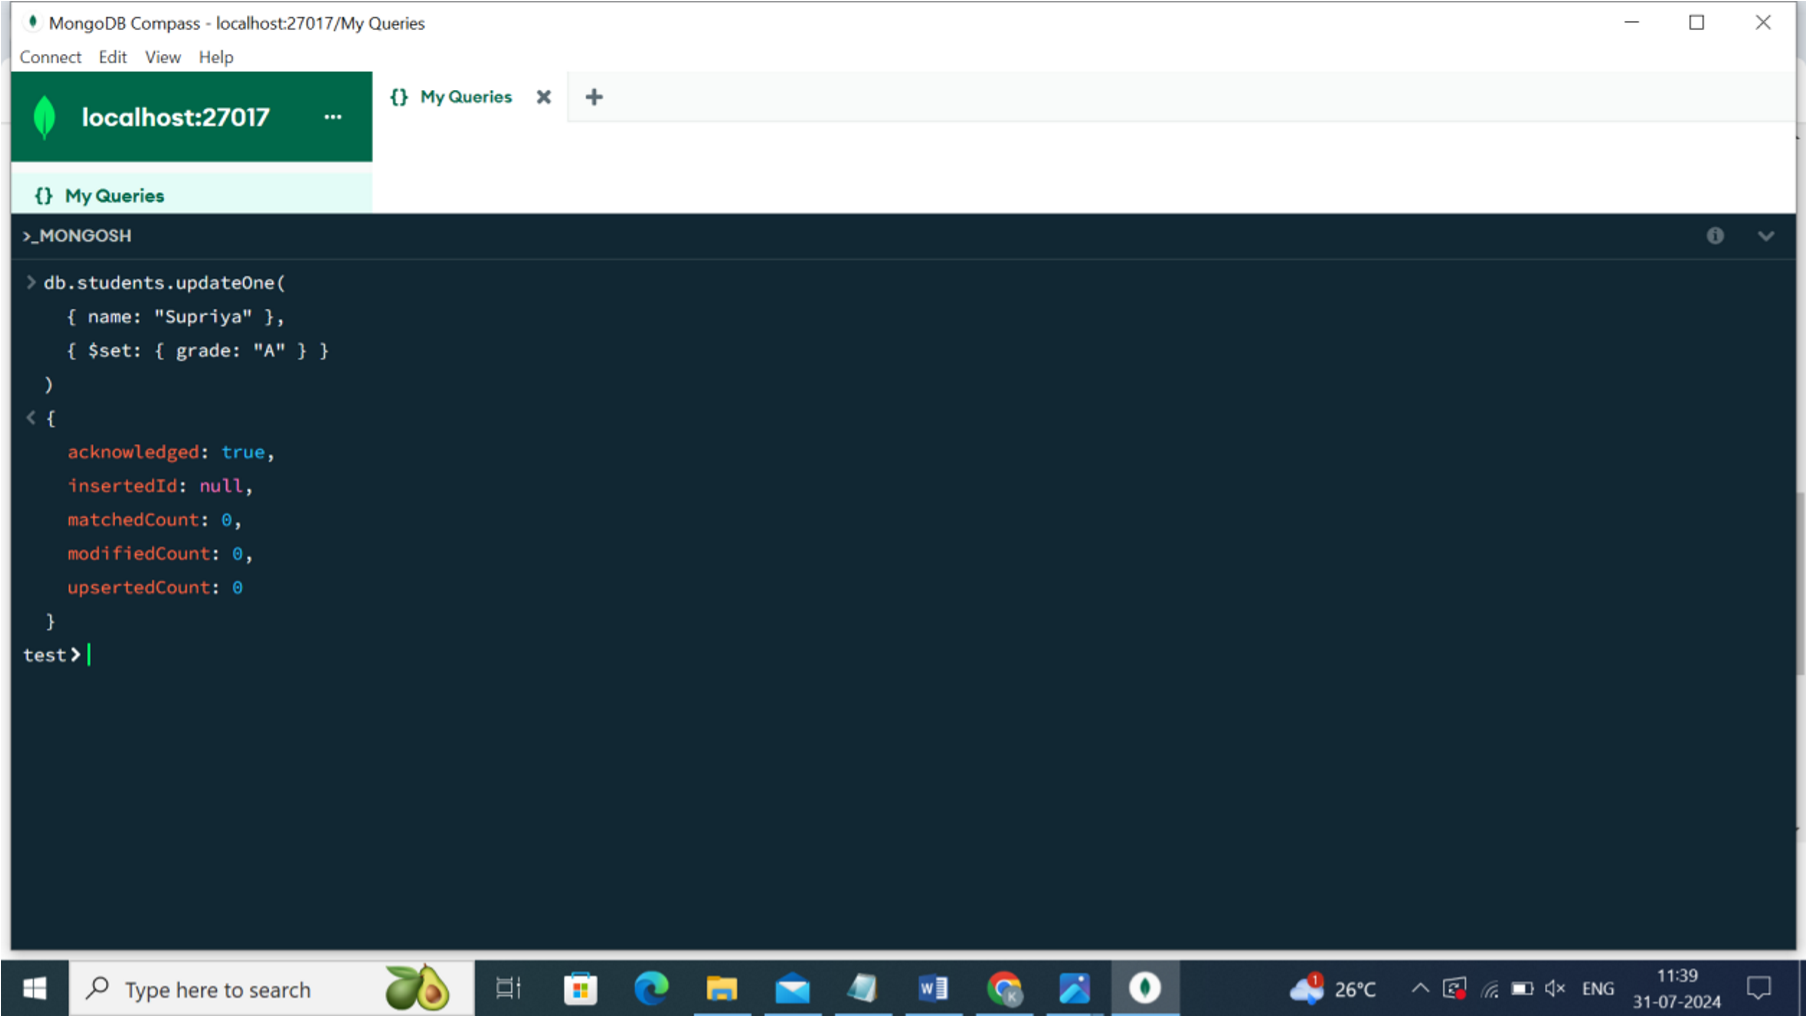 MongoDB Compass - localhost:27017/My Queries
Connect Edit View Help
localhost:27017 ...
{} My Queries
{} My Queries
>_MONGOSH
> db.students.updateOne(
{ name: "Supriya" },
{ $set: { grade: "A" } }
)
< {
acknowledged: true,
insertedId: null,
matchedCount: 0,
modifiedCount: 0,
upsertedCount: 0
}
test>
Type here to search
W
K
1
26°C
ENG
11:39
31-07-2024